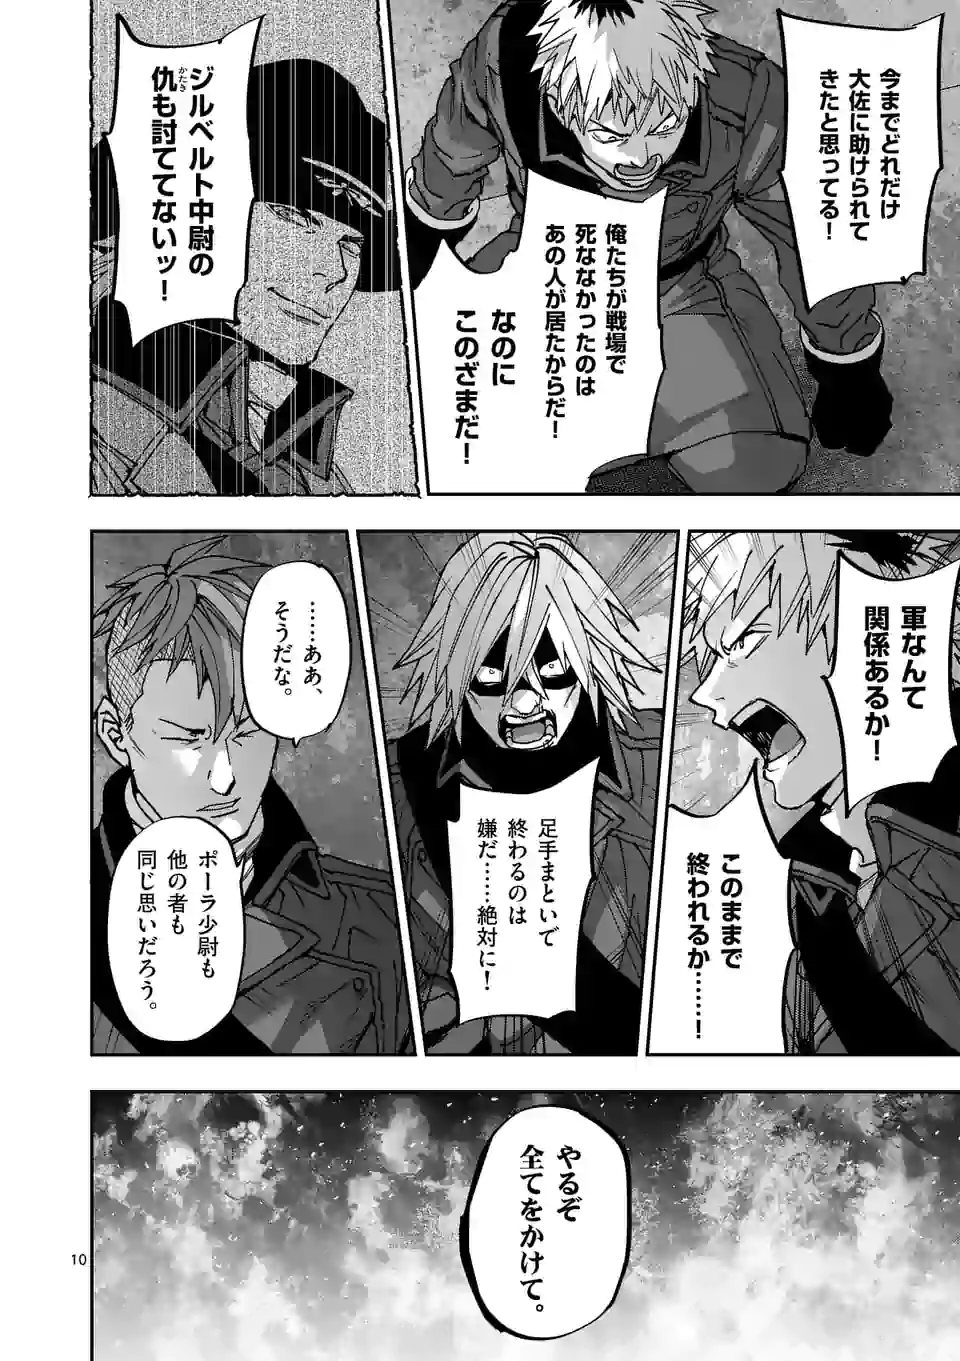 今までどれだけ
大佐に助けられて
きたと思ってる！
俺たちが戦場で
死ななかったのは
あの人が居たからだ！
なのに
このざまだ！
ジルベルト中尉の
仇も討ててないッ！
かたき
軍なんて
関係あるか！
このままで
終われるか……！
足手まといで
終わるのは
嫌だ……絶対に！
……ああ、
そうだな。
ポーラ少尉も
他の者も
同じ思いだろう。
やるぞ
全てをかけて。
10